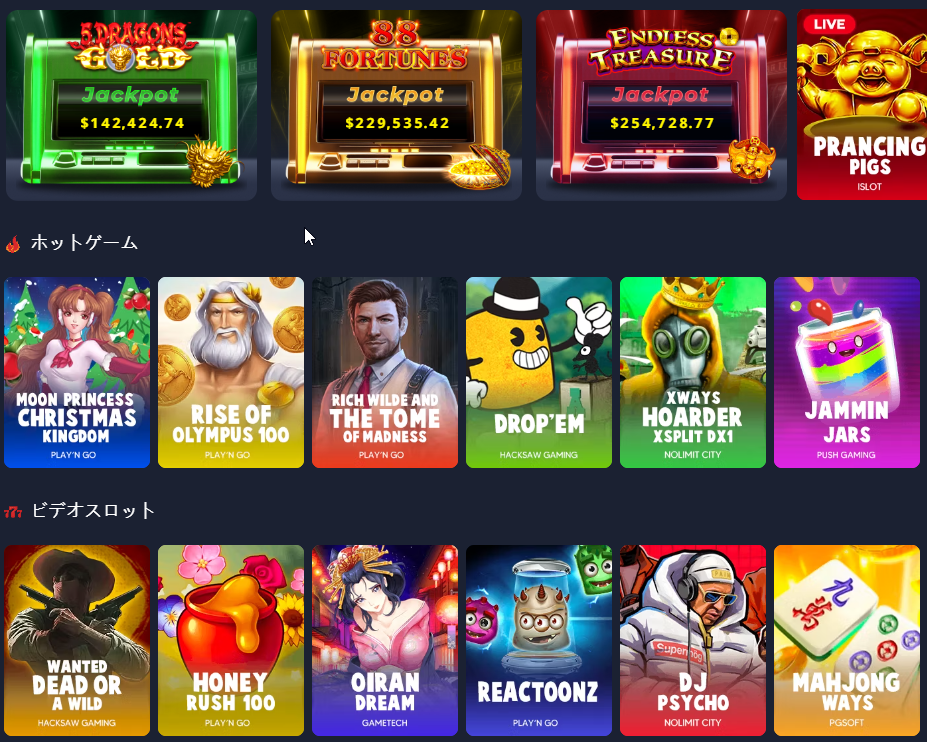 5 DRAGONS
GOLD
Jackpot
$142,424.74
88
FORTUNES
Jackpot
$229,535.42
ENDLESS
TREASURE
Jackpot
$254,728.77
LIVE
PRANCING
PIGS
ISLOT
ホットゲーム
MOON PRINCESS
CHRISTMAS
KINGDOM
PLAY'N GO
RISE OF
OLYMPUS 100
PLAY'N GO
RICH WILDE AND
THE TOME
OF MADNESS
PLAY'N GO
DROP'EM
HACKSAW GAMING
XWAYS
HOARDER
XSPLIT DX1
NOLIMIT CITY
JAMMIN
JARS
PUSH GAMING
777 ビデオスロット
WANTED
DEAD OR
A WILD
HACKSAW GAMING
HONEY
RUSH 100
PLAY'N GO
OIRAN
DREAM
GAMETECH
REACTOONZ
PLAY'N GO
Superhog
DJ
PSYCHO
NOLIMIT CITY
九
萬
MAHJONG
WAYS
PGSOFT